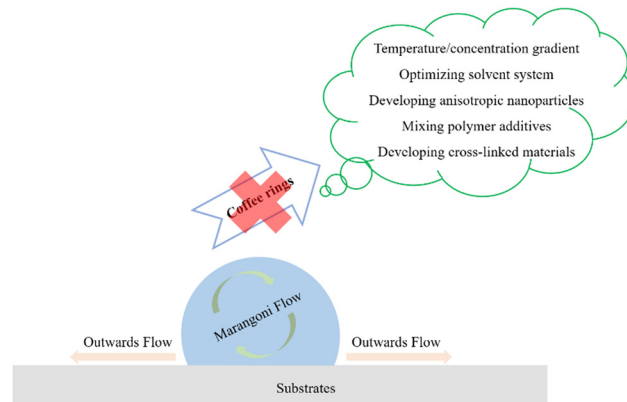 Temperature/concentration gradient
Optimizing solvent system
Developing anisotropic nanoparticles
Mixing polymer additives
Developing cross-linked materials
Coffee rings
Marangoni Flow
Outwards Flow
Outwards Flow
Substrates